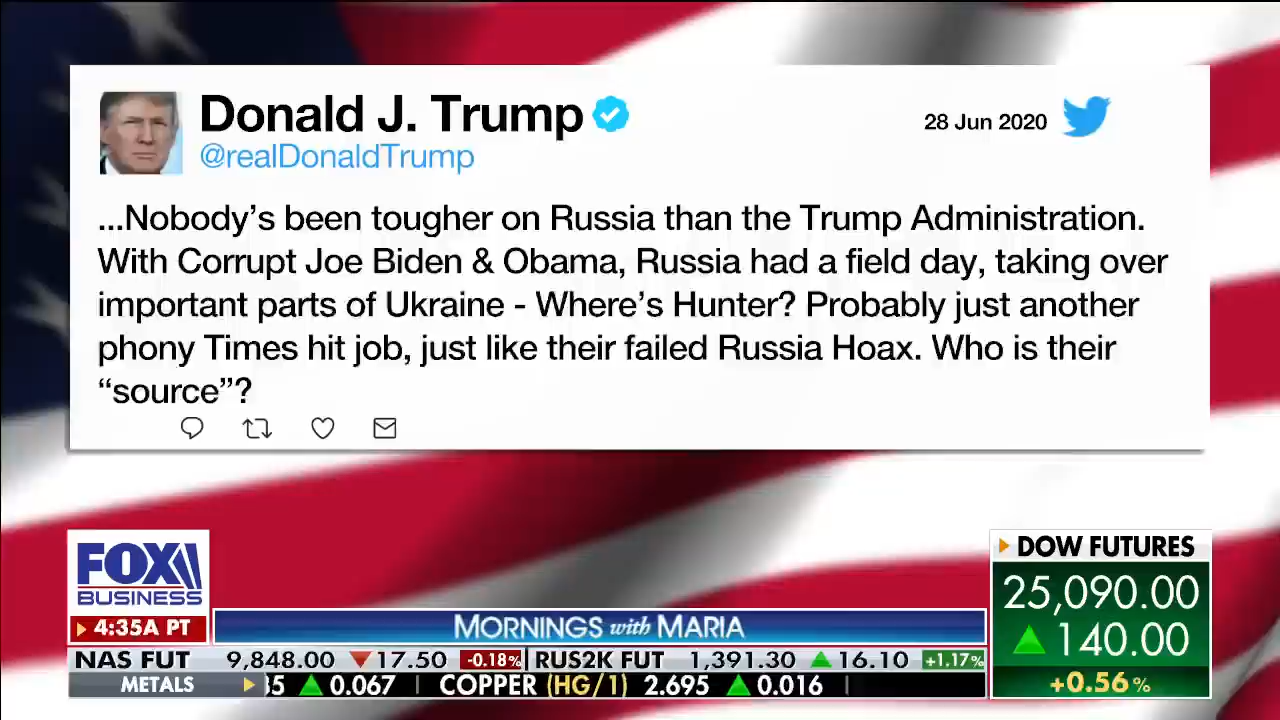 Donald J. Trump
@realDonaldTrump
28 Jun 2020
...Nobody's been tougher on Russia than the Trump Administration.
With Corrupt Joe Biden & Obama, Russia had a field day, taking over
important parts of Ukraine - Where's Hunter? Probably just another
phony Times hit job, just like their failed Russia Hoax. Who is their
“source”?
FOX
BUSINESS
4:35A PT
MORNINGS with MARIA
DOW FUTURES
25,090.00
140.00
+0.56%
NAS FUT 9,848.00 17.50 -0.18% RUS2K FUT 1,391.30 16.10 +1.17%
METALS 35 0.067 COPPER (HG/1) 2.695 0.016